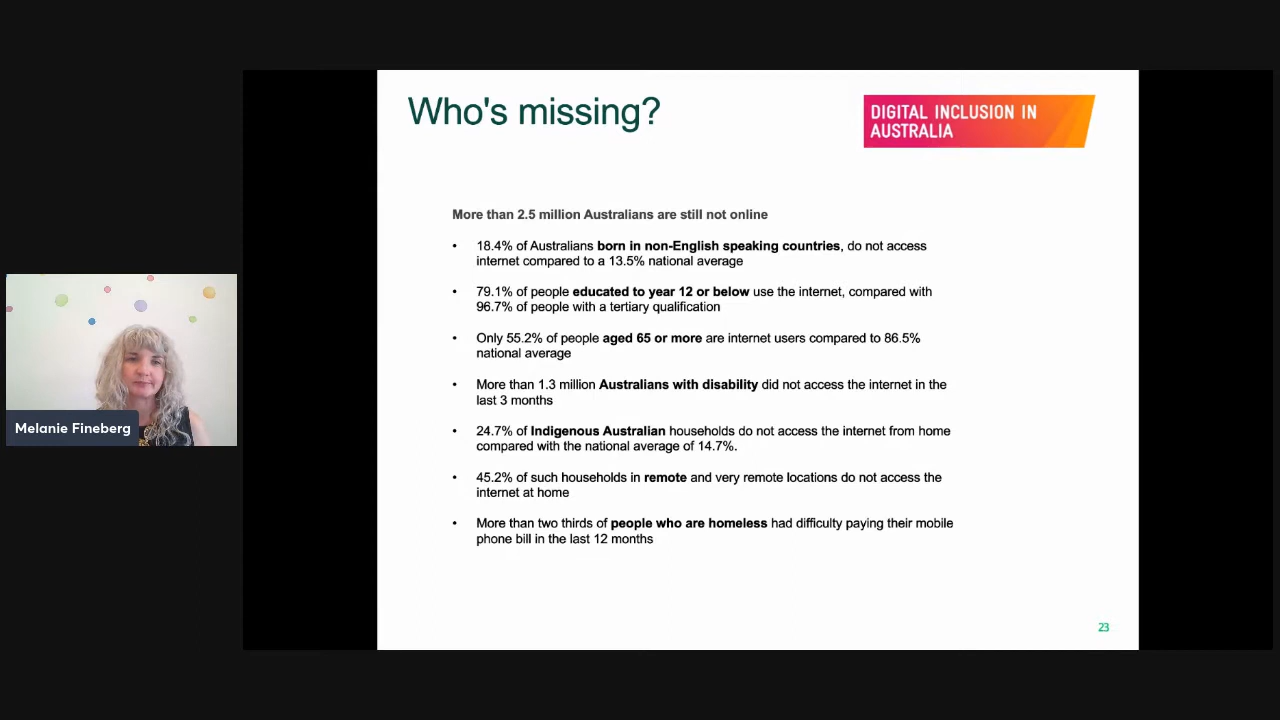 Who's missing?
DIGITAL INCLUSION IN
AUSTRALIA
More than 2.5 million Australians are still not online
• 18.4% of Australians born in non-English speaking countries, do not access
internet compared to a 13.5% national average
• 79.1% of people educated to year 12 or below use the internet, compared with
96.7% of people with a tertiary qualification
• Only 55.2% of people aged 65 or more are internet users compared to 86.5%
national average
• More than 1.3 million Australians with disability did not access the internet in the
last 3 months
• 24.7% of Indigenous Australian households do not access the internet from home
compared with the national average of 14.7%.
• 45.2% of such households in remote and very remote locations do not access the
internet at home
• More than two thirds of people who are homeless had difficulty paying their mobile
phone bill in the last 12 months
23
Melanie Fineberg